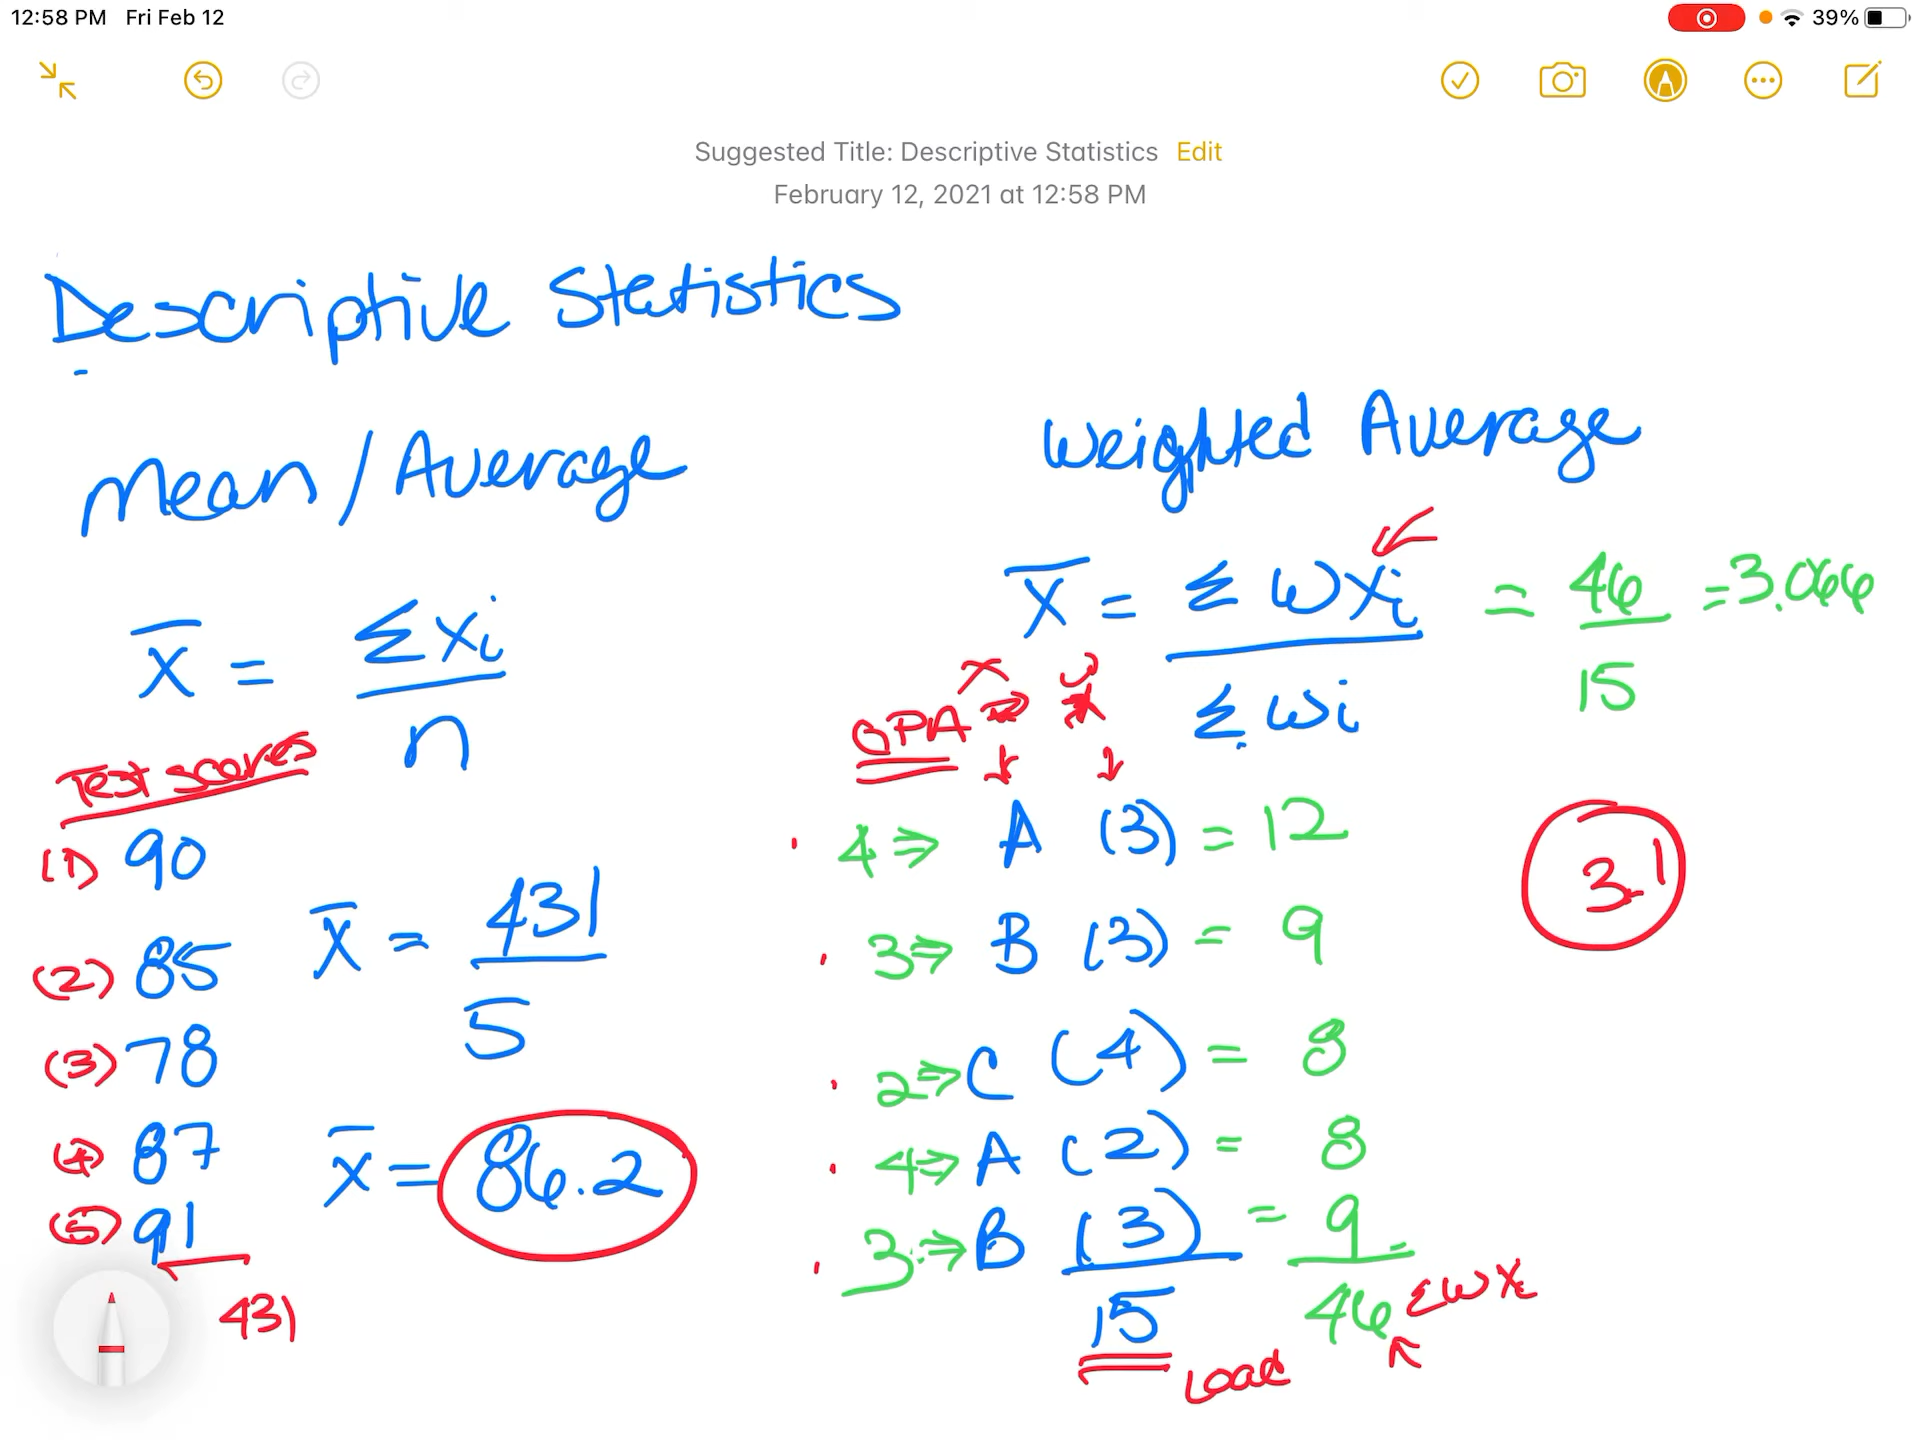 12:58 PM Fri Feb 12
39%
Suggested Title: Descriptive Statistics Edit
February 12, 2021 at 12:58 PM
Descriptive Statistics
Mean / Average
x̄ = Σxi / n
Test scores
(1) 90
(2) 85
(3) 78
(4) 87
(5) 91
431
x̄ = 431 / 5
x̄ = 86.2
Weighted Average
x̄ = Σwxi / Σwi = 46 / 15 = 3.066
GPA x w
4 ⇒ A (3) = 12
3 ⇒ B (3) = 9
2 ⇒ C (4) = 8
4 ⇒ A (2) = 8
3 ⇒ B (3) = 9
15 46 Σwxi
Load
3.1